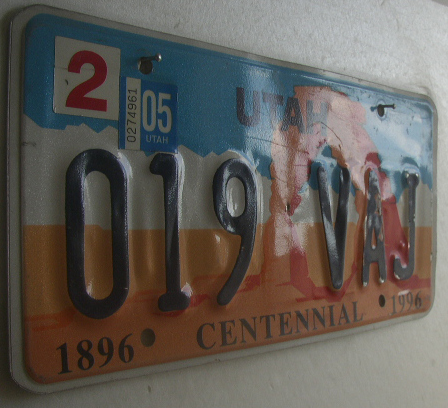 2
0274961
05
UTAH
UTAH
019 VAJ
1896 CENTENNIAL 1996